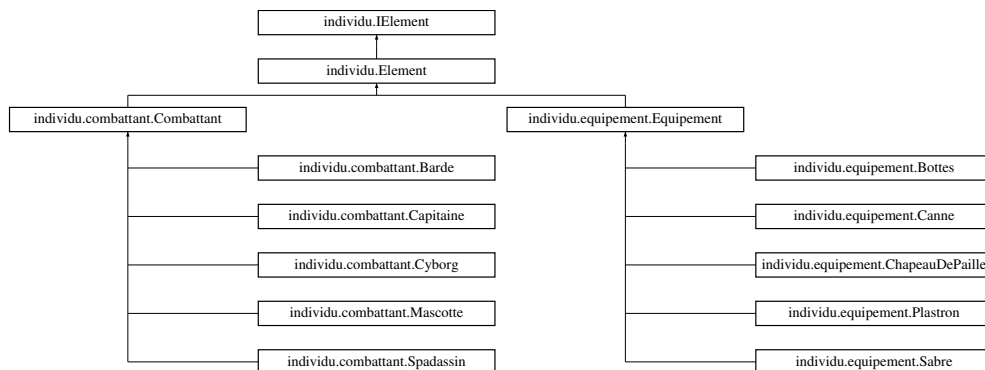 individu.IElement
individu.Element
individu.combattant.Combattant
individu.equipement.Equipement
individu.combattant.Barde
individu.equipement.Bottes
individu.combattant.Capitaine
individu.equipement.Canne
individu.combattant.Cyborg
individu.equipement.ChapeauDePaille
individu.combattant.Mascotte
individu.equipement.Plastron
individu.combattant.Spadassin
individu.equipement.Sabre